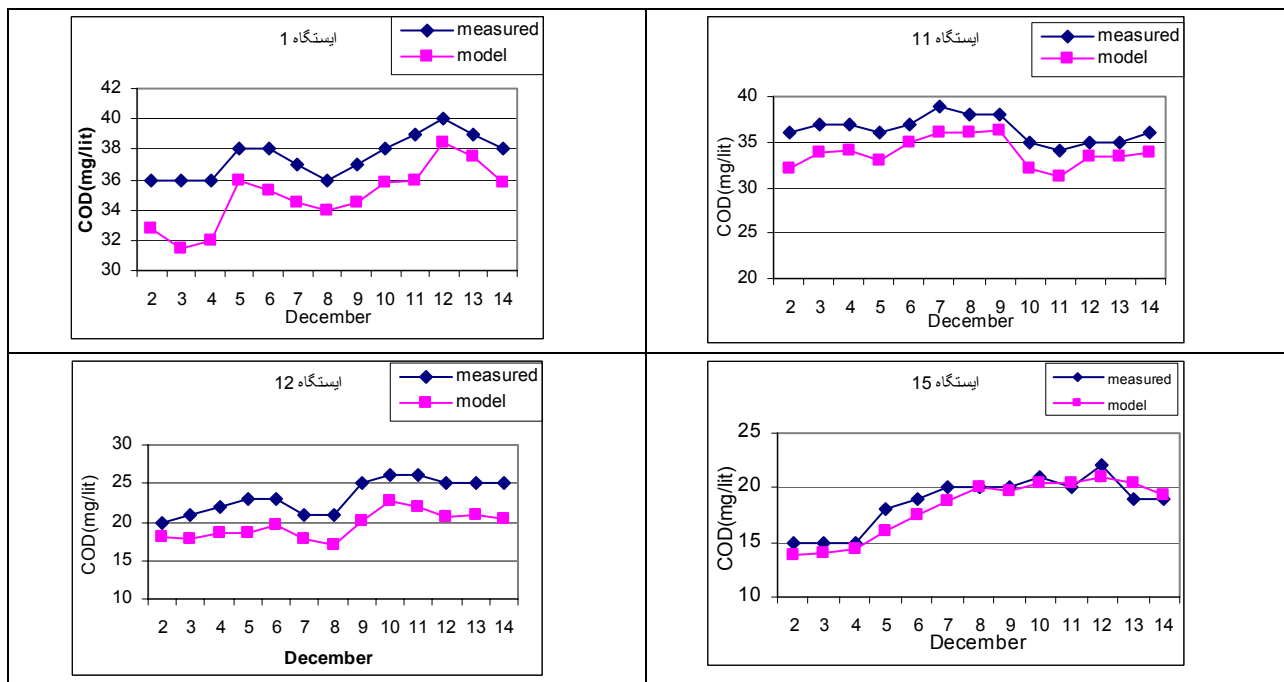 ایستگاه 1
measured
model
COD(mg/lit)
42
40
38
36
34
32
30
2 3 4 5 6 7 8 9 10 11 12 13 14
December
ایستگاه 11
measured
model
COD(mg/lit)
40
35
30
25
20
2 3 4 5 6 7 8 9 10 11 12 13 14
December
ایستگاه 12
measured
model
COD(mg/lit)
30
25
20
15
10
2 3 4 5 6 7 8 9 10 11 12 13 14
December
ایستگاه 15
measured
model
COD(mg/lit)
25
20
15
10
2 3 4 5 6 7 8 9 10 11 12 13 14
December